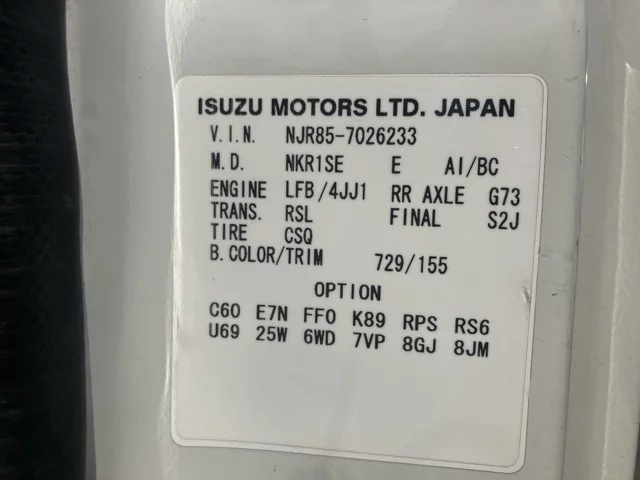 ISUZU MOTORS LTD. JAPAN
V.I.N. NJR85-7026233
M.D. NKR1SE E AI/BC
ENGINE LFB/4JJ1 RR AXLE G73
TRANS. RSL FINAL S2J
TIRE CSQ
B.COLOR/TRIM 729/155
OPTION
C60 E7N FF0 K89 RPS RS6
U69 25W 6WD 7VP 8GJ 8JM